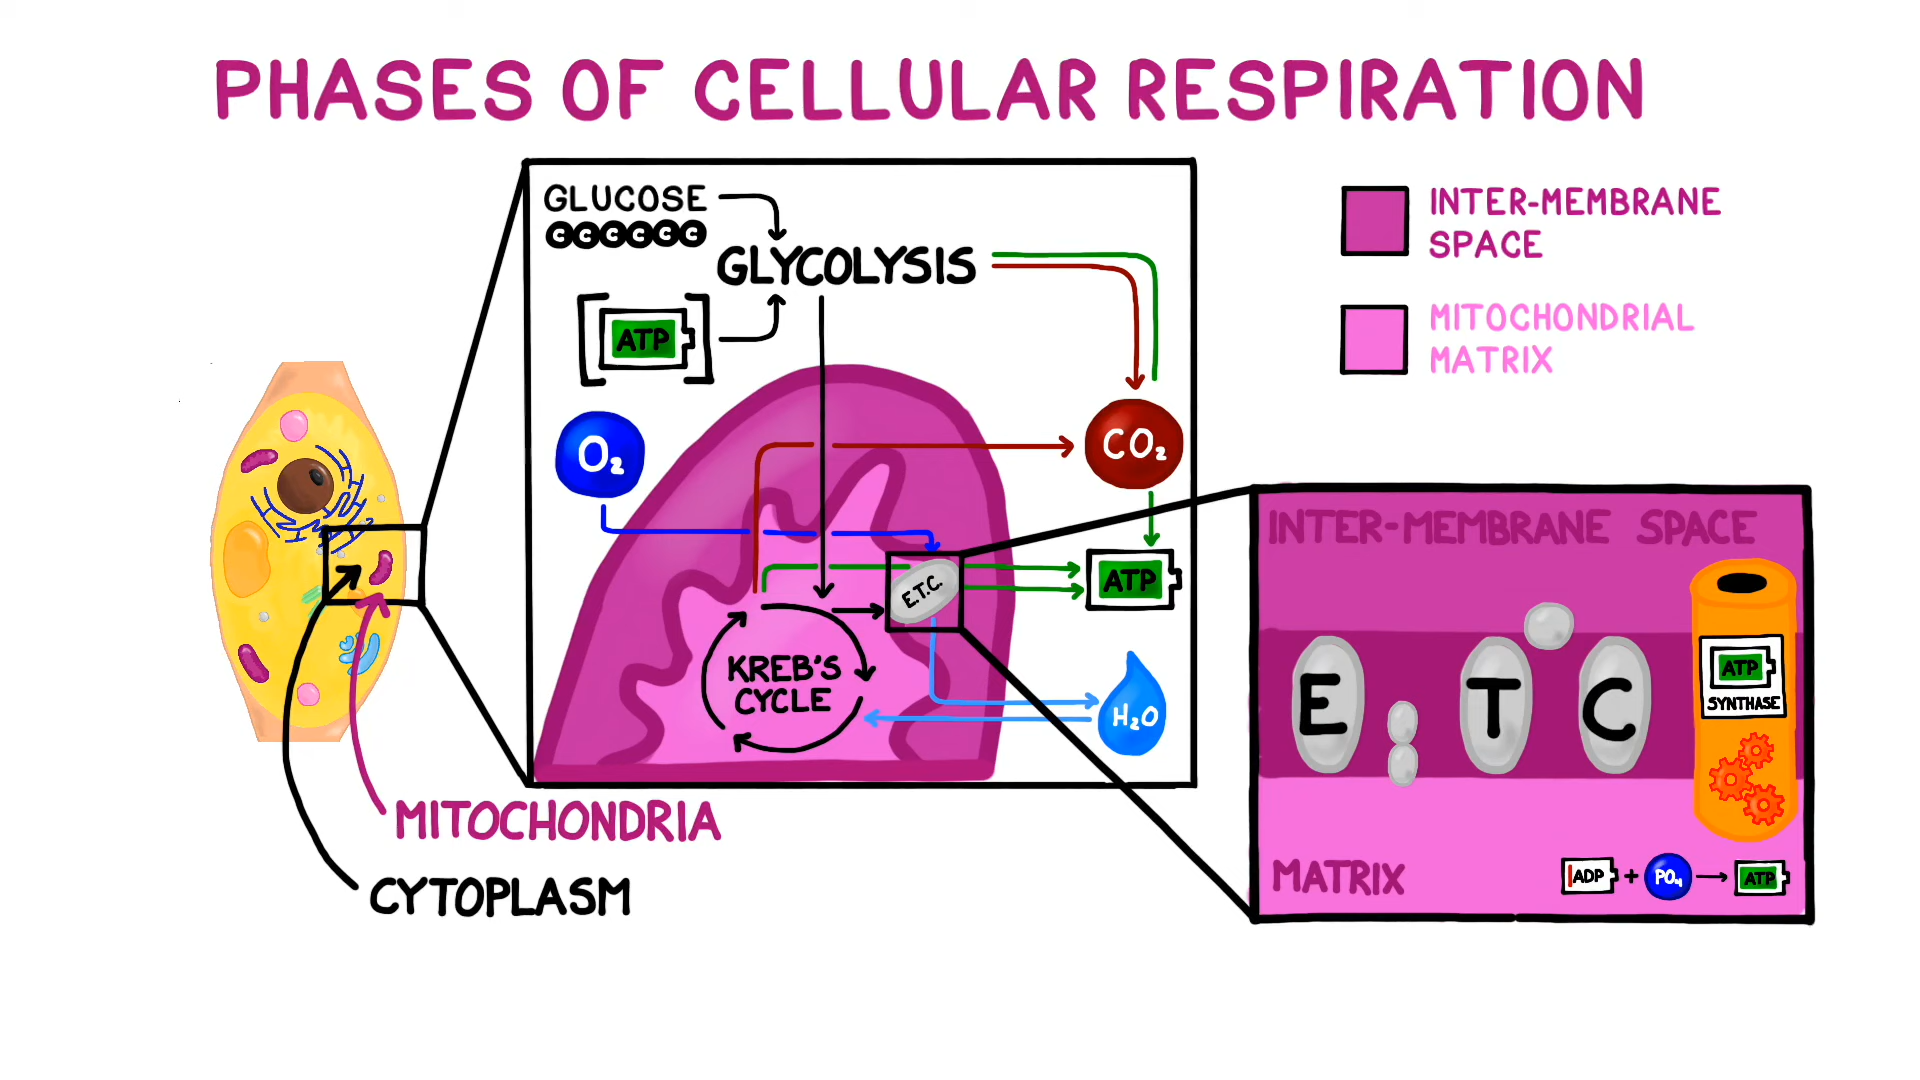 PHASES OF CELLULAR RESPIRATION
GLUCOSE
CCCCCC
GLYCOLYSIS
ATP
O₂
CO₂
E.T.C.
ATP
KREB'S
CYCLE
H₂O
MITOCHONDRIA
CYTOPLASM
INTER-MEMBRANE
SPACE
MITOCHONDRIAL
MATRIX
INTER-MEMBRANE SPACE
E T C
ATP
SYNTHASE
MATRIX
ADP + PO₄ → ATP